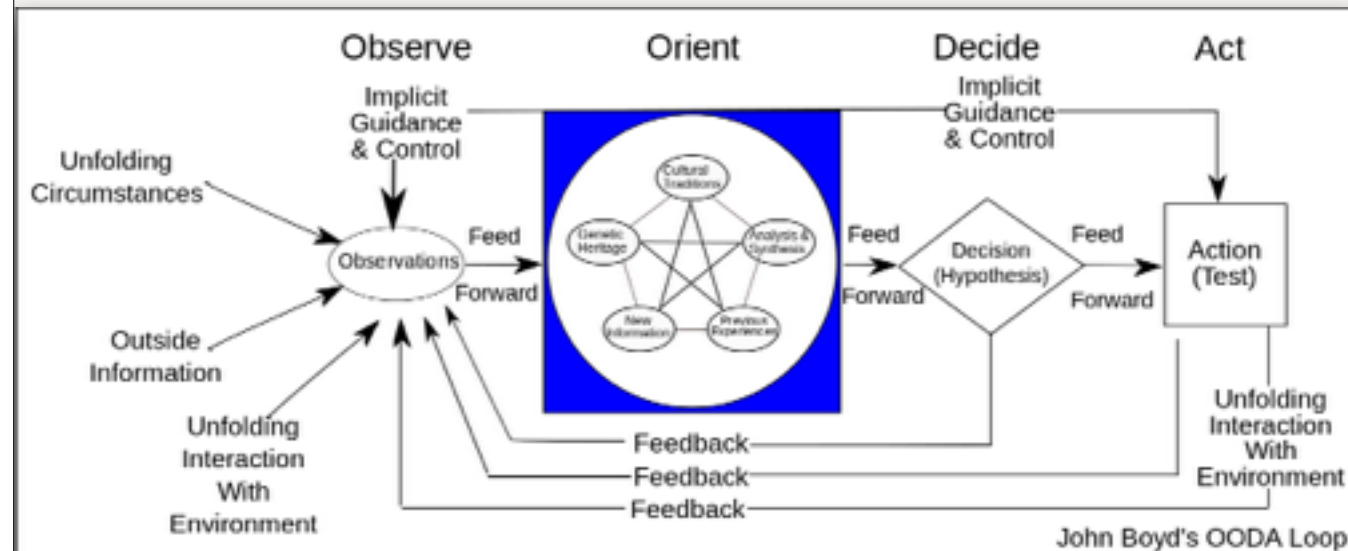 Observe
Orient
Decide
Act
Implicit
Guidance
& Control
Implicit
Guidance
& Control
Unfolding
Circumstances
Observations
Outside
Information
Unfolding
Interaction
With
Environment
Feed
Forward
Cultural
Traditions
Genetic
Heritage
Analysis &
Synthesis
New
Information
Previous
Experiences
Feed
Forward
Decision
(Hypothesis)
Feed
Forward
Action
(Test)
Unfolding
Interaction
With
Environment
Feedback
Feedback
Feedback
John Boyd's OODA Loop